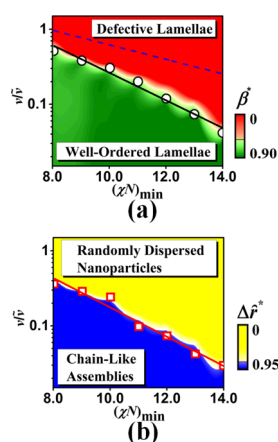 Defective Lamellae
ν/ν̃
0.1
Well-Ordered Lamellae
β*
0
0.90
8.0 10.0 12.0 14.0
(χN)min
(a)
Randomly Dispersed
Nanoparticles
ν/ν̃
0.1
Chain-Like
Assemblies
Δr̂*
0
0.95
8.0 10.0 12.0 14.0
(χN)min
(b)